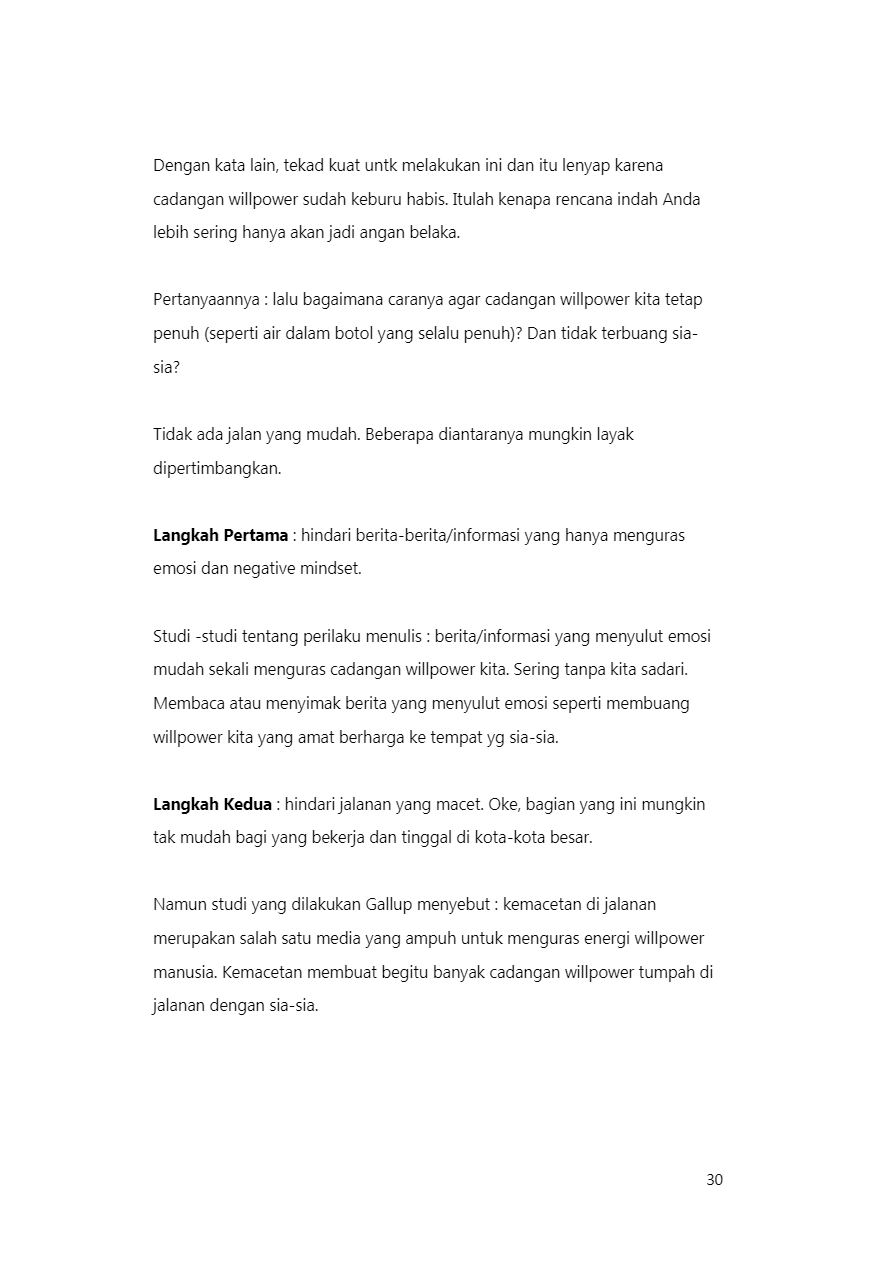 Dengan kata lain, tekad kuat untk melakukan ini dan itu lenyap karena
cadangan willpower sudah keburu habis. Itulah kenapa rencana indah Anda
lebih sering hanya akan jadi angan belaka.
Pertanyaannya : lalu bagaimana caranya agar cadangan willpower kita tetap
penuh (seperti air dalam botol yang selalu penuh)? Dan tidak terbuang sia-
sia?
Tidak ada jalan yang mudah. Beberapa diantaranya mungkin layak
dipertimbangkan.
Langkah Pertama : hindari berita-berita/informasi yang hanya menguras
emosi dan negative mindset.
Studi -studi tentang perilaku menulis : berita/informasi yang menyulut emosi
mudah sekali menguras cadangan willpower kita. Sering tanpa kita sadari.
Membaca atau menyimak berita yang menyulut emosi seperti membuang
willpower kita yang amat berharga ke tempat yg sia-sia.
Langkah Kedua : hindari jalanan yang macet. Oke, bagian yang ini mungkin
tak mudah bagi yang bekerja dan tinggal di kota-kota besar.
Namun studi yang dilakukan Gallup menyebut : kemacetan di jalanan
merupakan salah satu media yang ampuh untuk menguras energi willpower
manusia. Kemacetan membuat begitu banyak cadangan willpower tumpah di
jalanan dengan sia-sia.
30